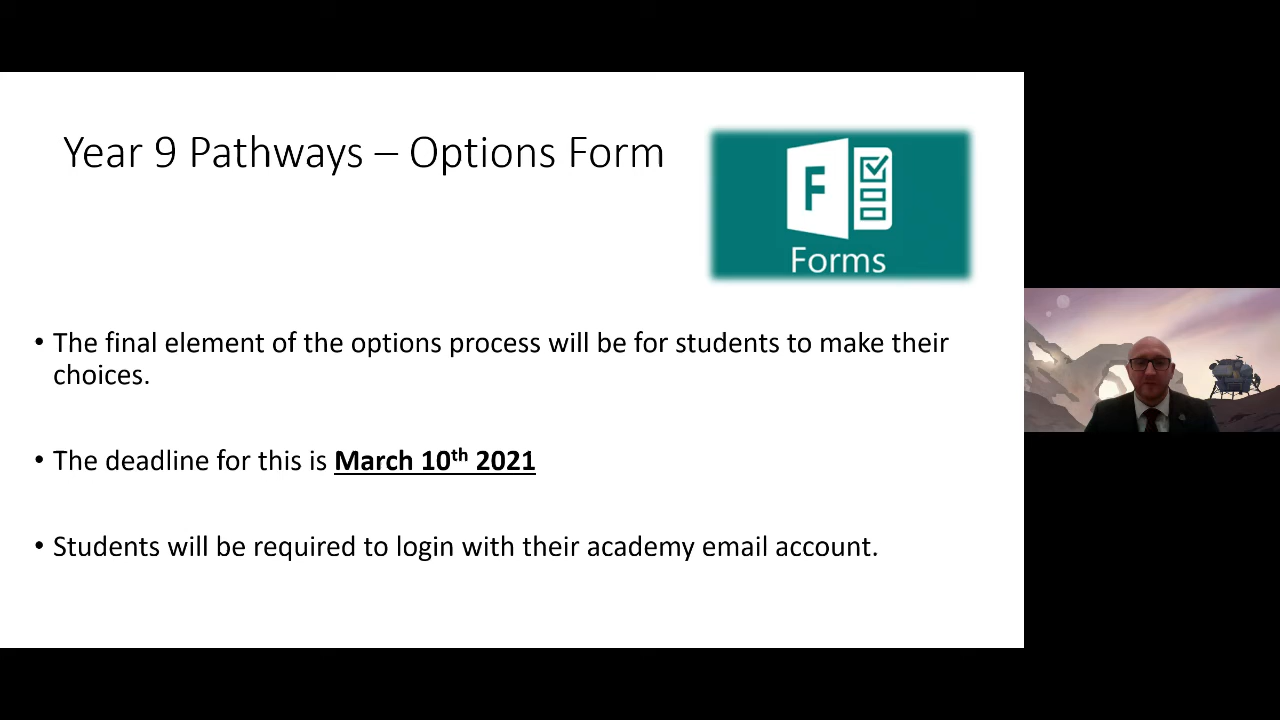 Year 9 Pathways – Options Form
F
Forms
• The final element of the options process will be for students to make their
choices.
• The deadline for this is March 10th 2021
• Students will be required to login with their academy email account.